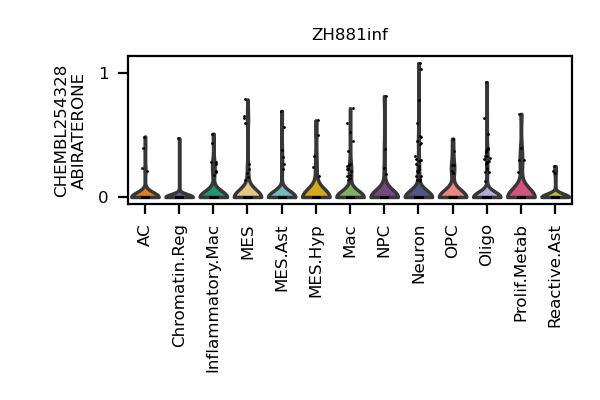 ZH881inf
CHEMBL254328
ABIRATERONE
1
0
AC
Chromatin.Reg
Inflammatory.Mac
MES
MES.Ast
MES.Hyp
Mac
NPC
Neuron
OPC
Oligo
Prolif.Metab
Reactive.Ast